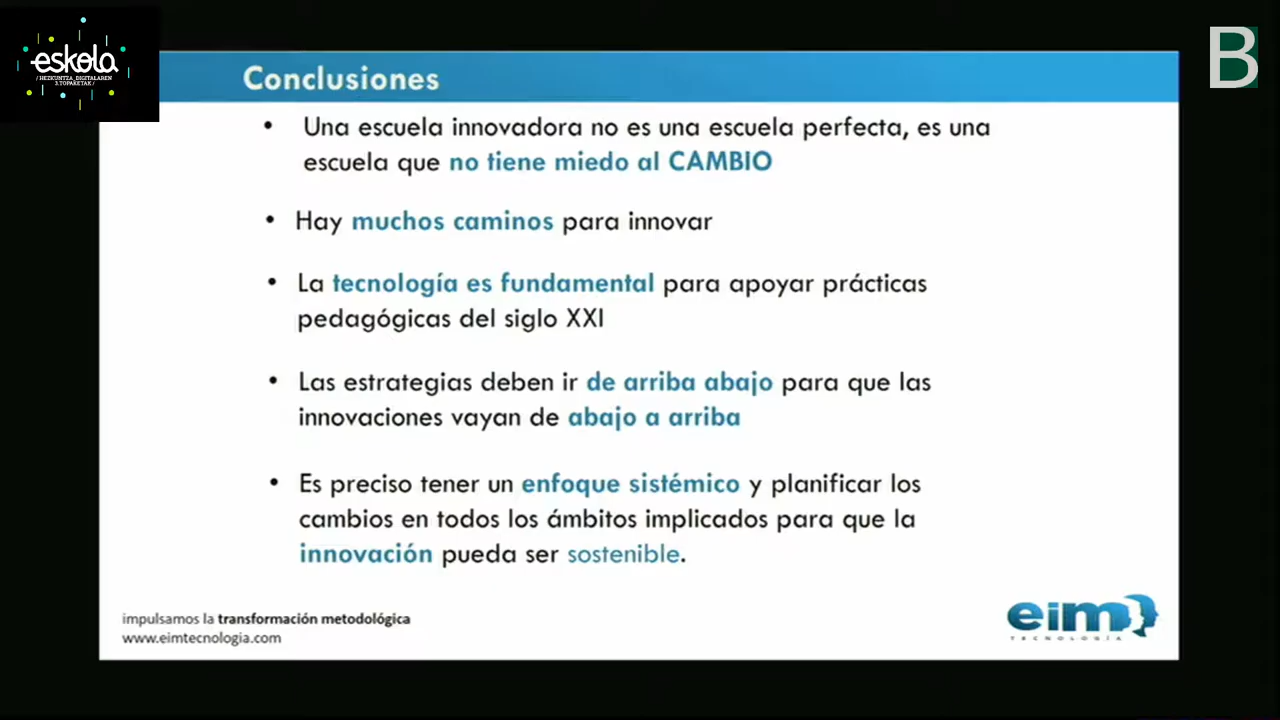 eskola
/ HEZKUNTZA_DIGITALAREN
3.TOPAKETAK /
B
Conclusiones
• Una escuela innovadora no es una escuela perfecta, es una
escuela que no tiene miedo al CAMBIO
• Hay muchos caminos para innovar
• La tecnología es fundamental para apoyar prácticas
pedagógicas del siglo XXI
• Las estrategias deben ir de arriba abajo para que las
innovaciones vayan de abajo a arriba
• Es preciso tener un enfoque sistémico y planificar los
cambios en todos los ámbitos implicados para que la
innovación pueda ser sostenible.
impulsamos la transformación metodológica
www.eimtecnologia.com
eim
TECNOLOGÍA